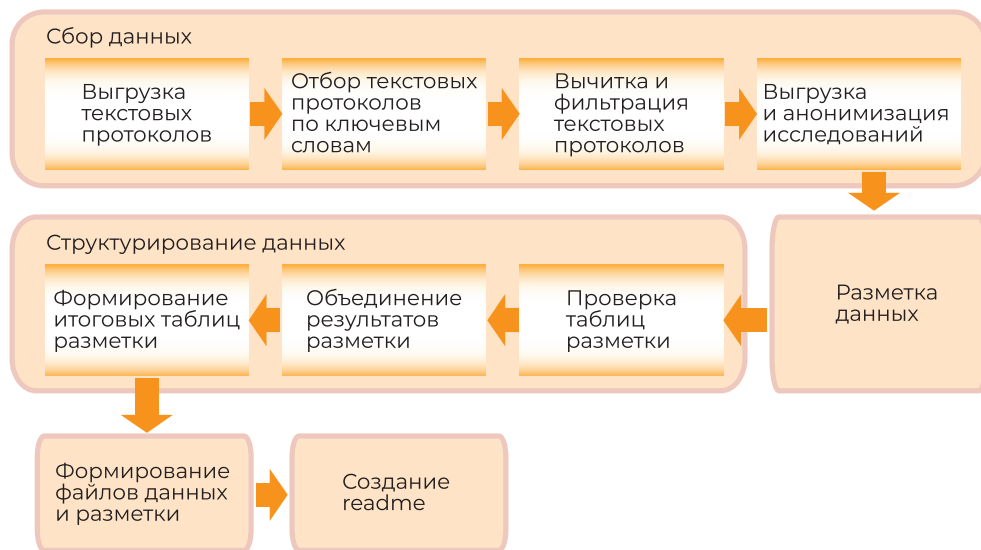 Сбор данных
Выгрузка
текстовых
протоколов
Отбор текстовых
протоколов
по ключевым
словам
Вычитка и
фильтрация
текстовых
протоколов
Выгрузка
и анонимизация
исследований
Разметка
данных
Структурирование данных
Проверка
таблиц
разметки
Объединение
результатов
разметки
Формирование
итоговых таблиц
разметки
Формирование
файлов данных
и разметки
Создание
readme